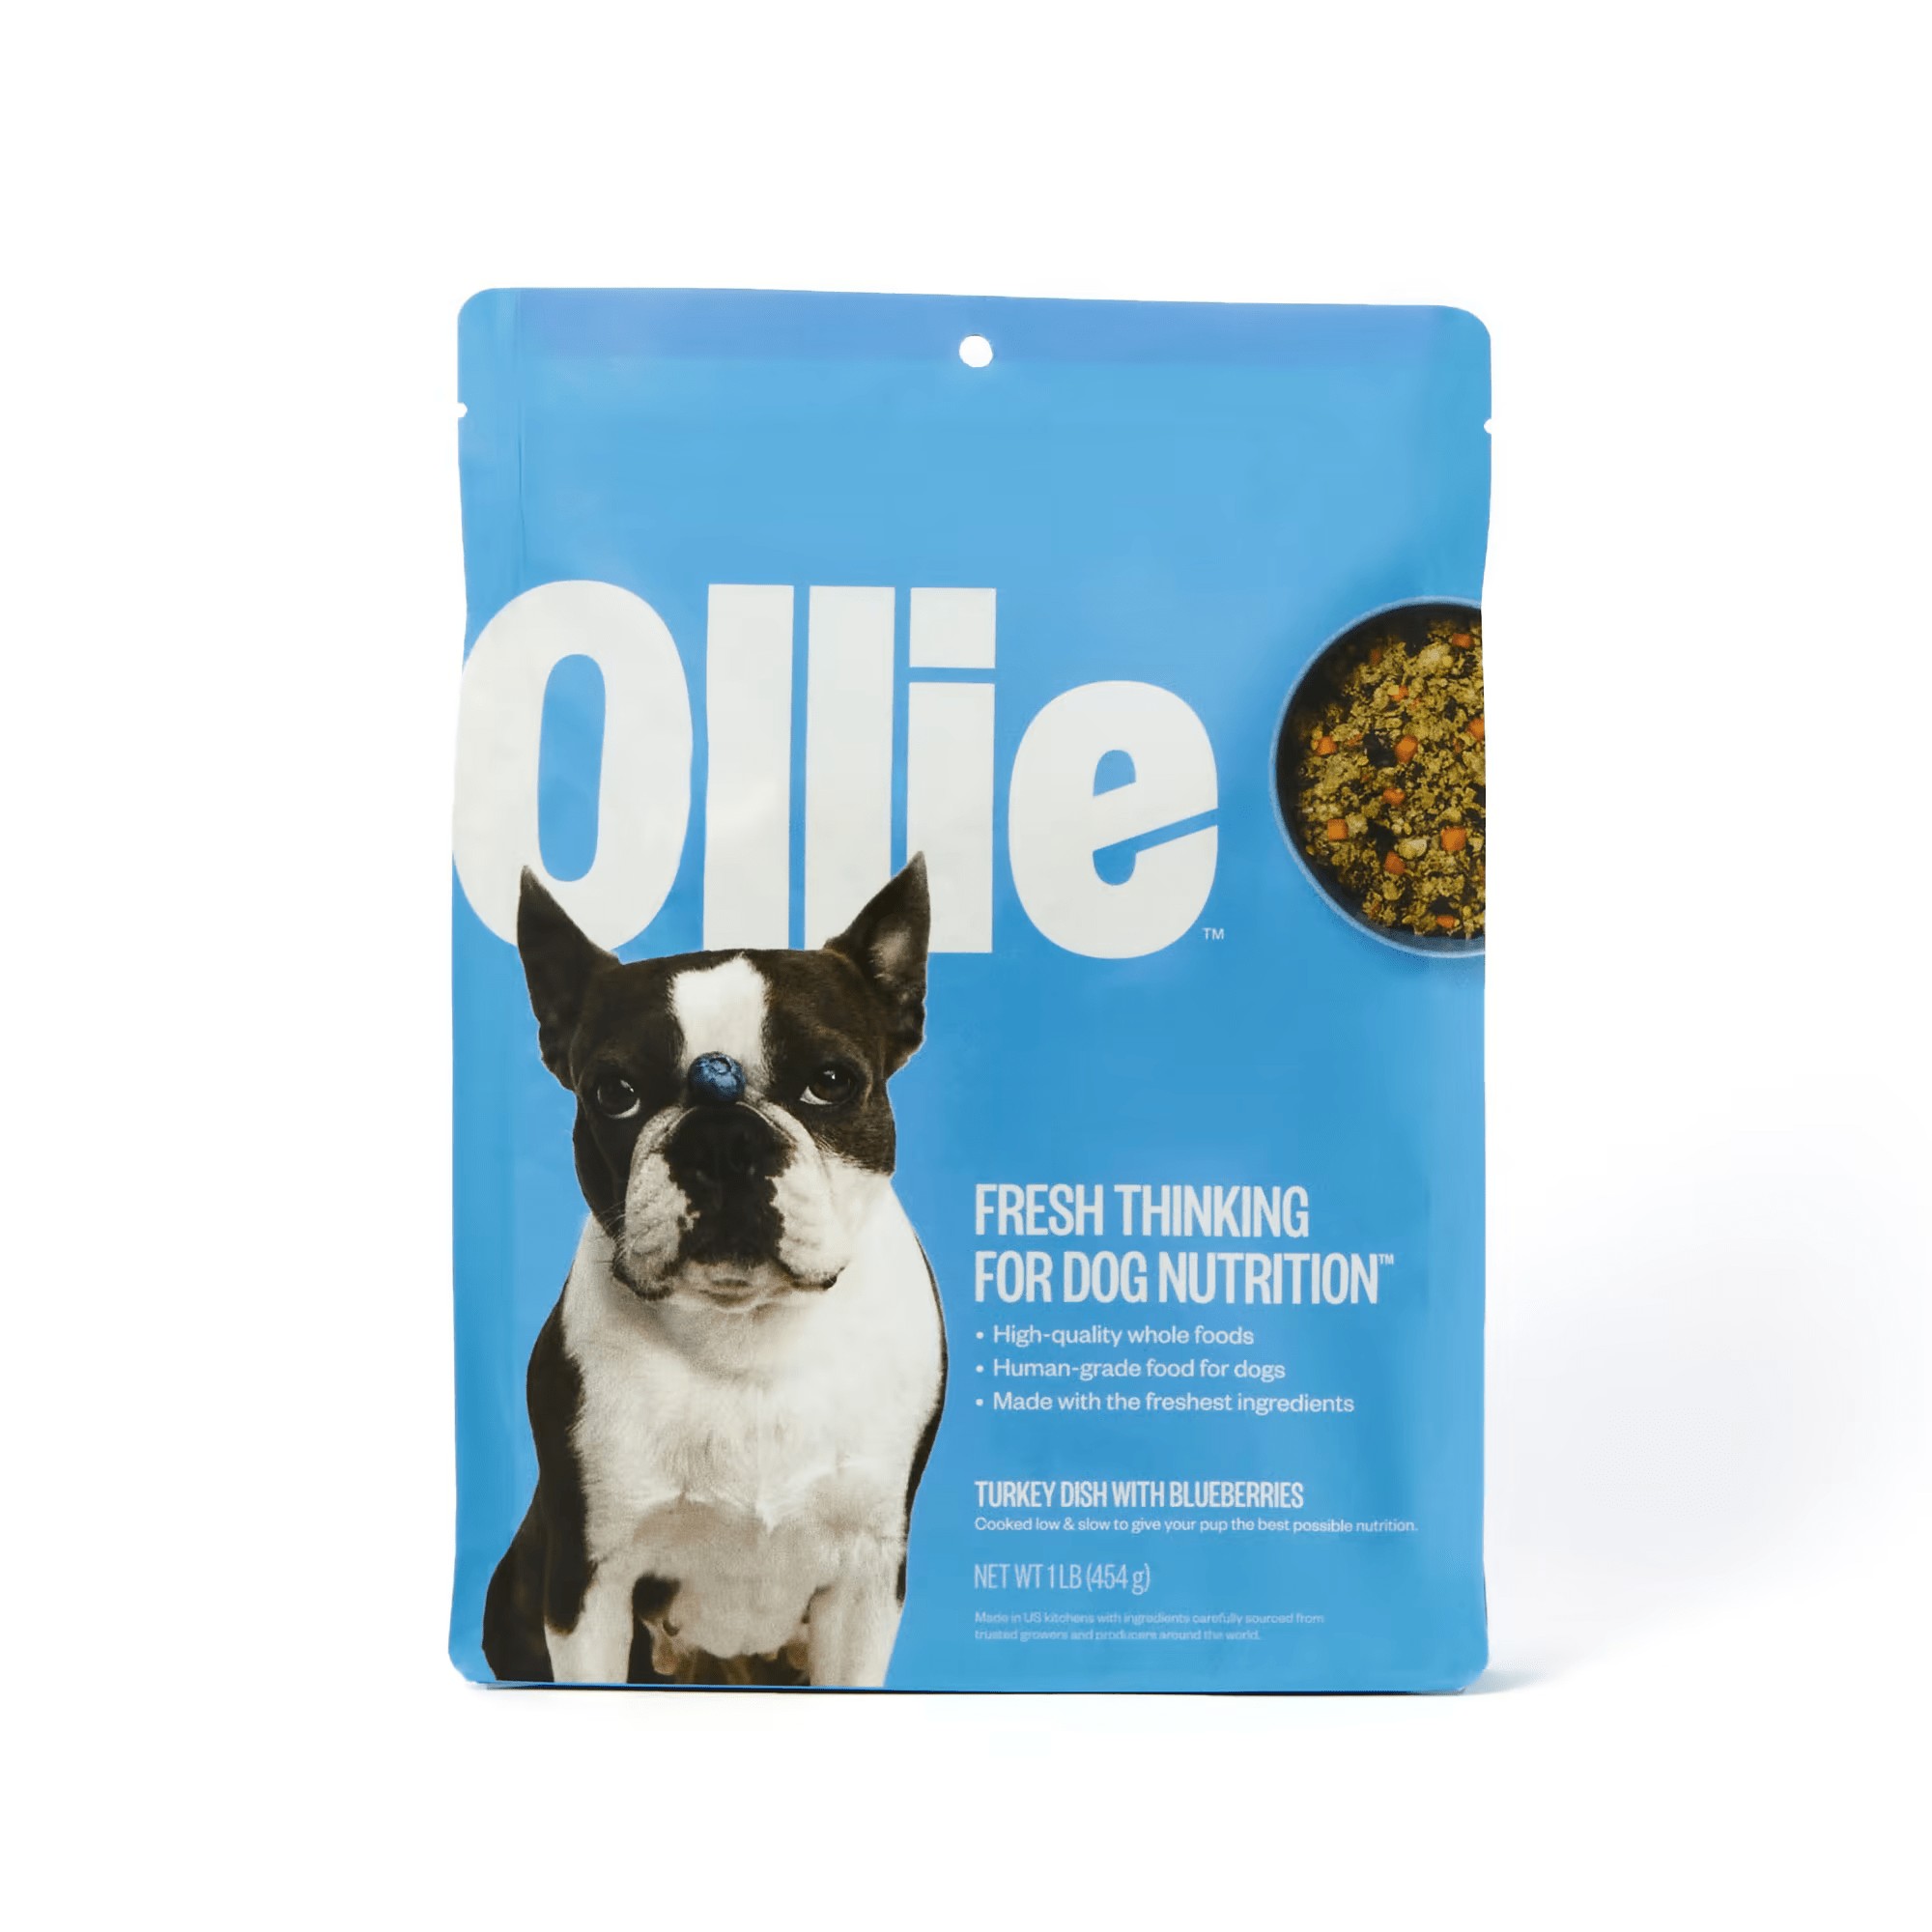 Ollie™
FRESH THINKING
FOR DOG NUTRITION™
• High-quality whole foods
• Human-grade food for dogs
• Made with the freshest ingredients
TURKEY DISH WITH BLUEBERRIES
Cooked low & slow to give your pup the best possible nutrition.
NET WT 1 LB (454 g)
Made in US kitchens with ingredients carefully sourced from
trusted growers and producers around the world.